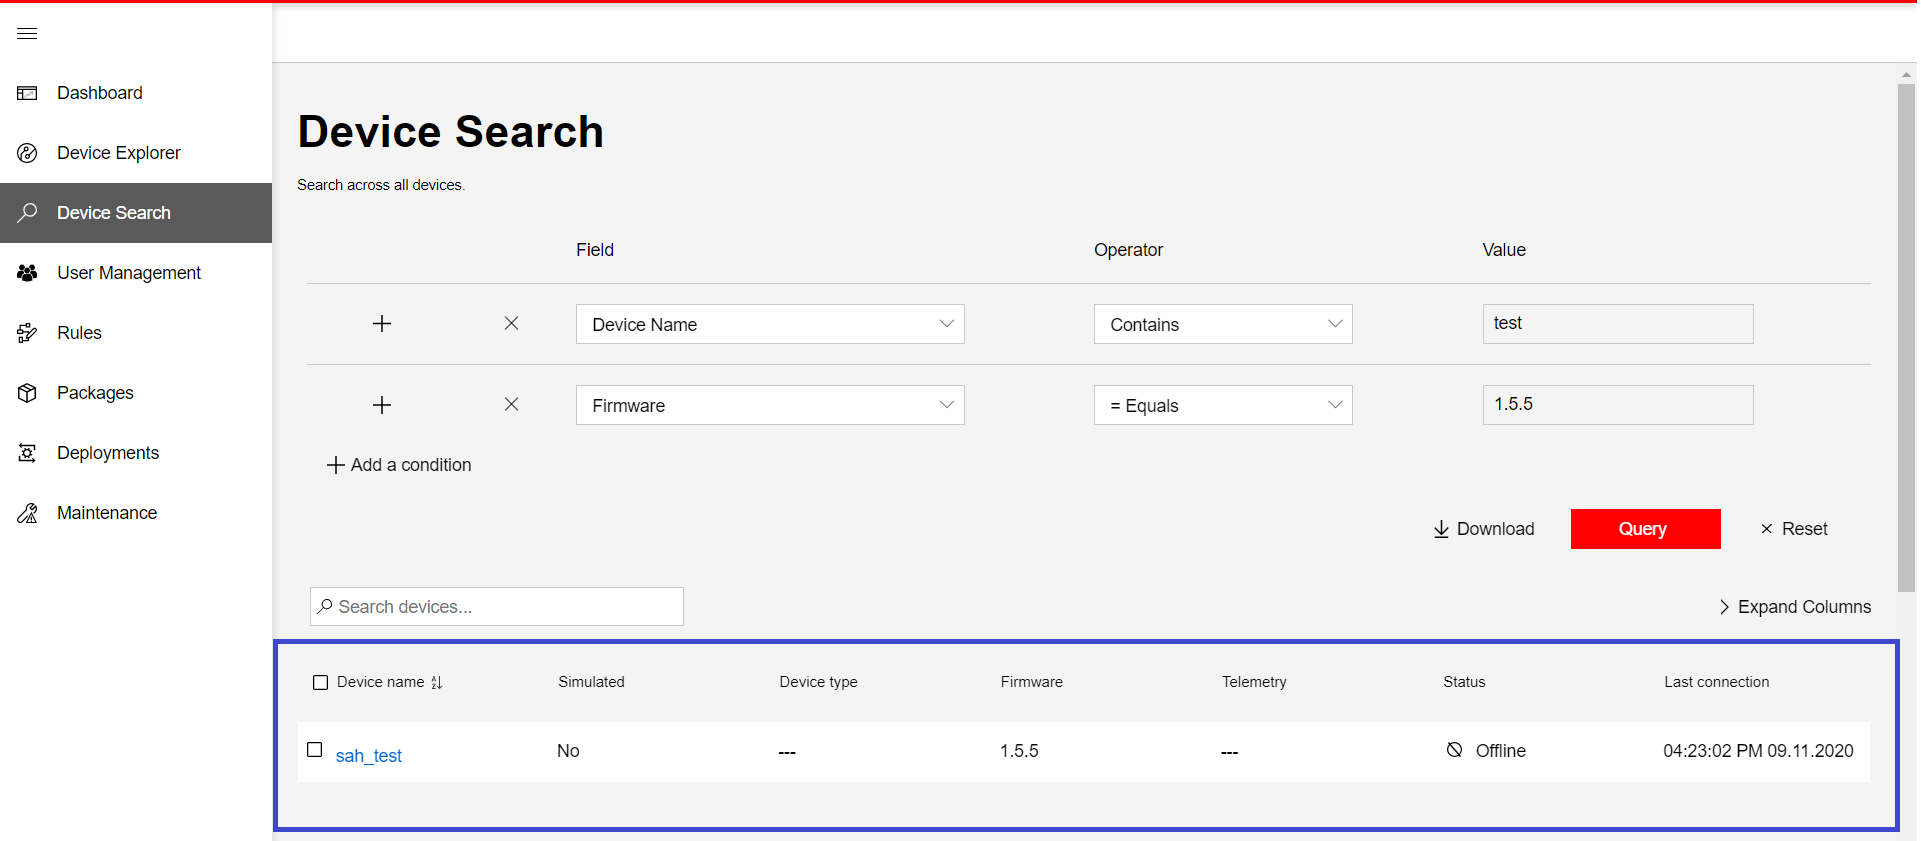 Dashboard
Device Explorer
Device Search
User Management
Rules
Packages
Deployments
Maintenance
Device Search
Search across all devices.
Field Operator Value
Device Name Contains test
Firmware = Equals 1.5.5
Add a condition
Download Query Reset
Search devices... Expand Columns
Device name Simulated Device type Firmware Telemetry Status Last connection
sah_test No --- 1.5.5 --- Offline 04:23:02 PM 09.11.2020